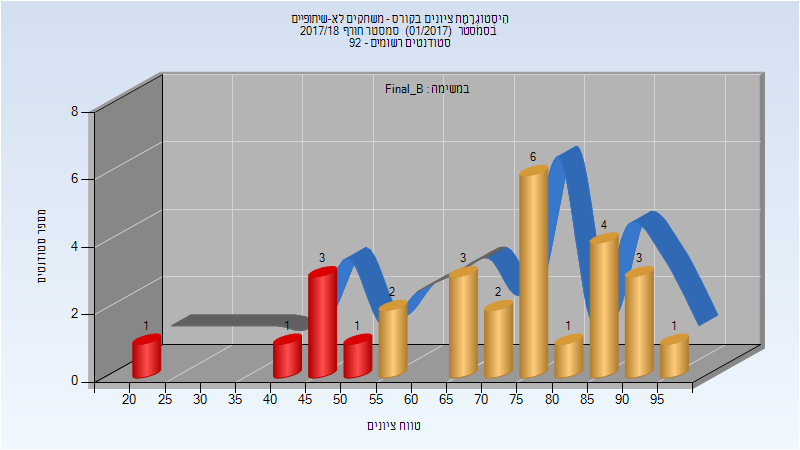 היסטוגרמת ציונים בקורס - משחקים לא-שיתופיים
בסמסטר (01/2017) סמסטר חורף 2017/18
סטודנטים רשומים - 92
במשימה : Final_B
מספר סטודנטים
8
6
4
2
0
1
1
3
1
2
3
2
6
1
4
3
1
20 25 30 35 40 45 50 55 60 65 70 75 80 85 90 95
טווח ציונים